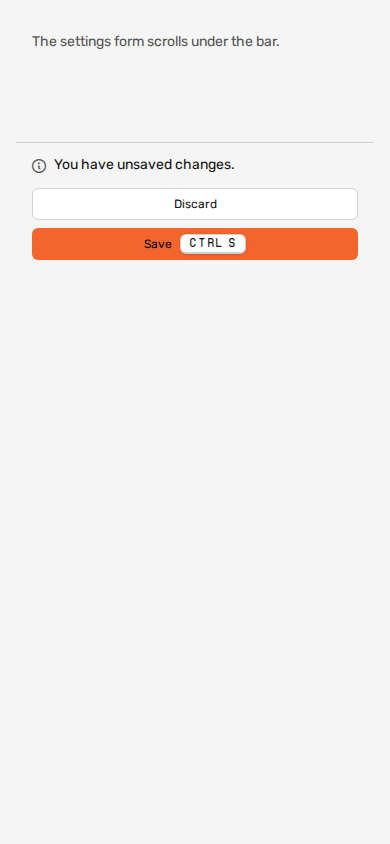 The settings form scrolls under the bar.
You have unsaved changes.
Discard
Save CTRL S